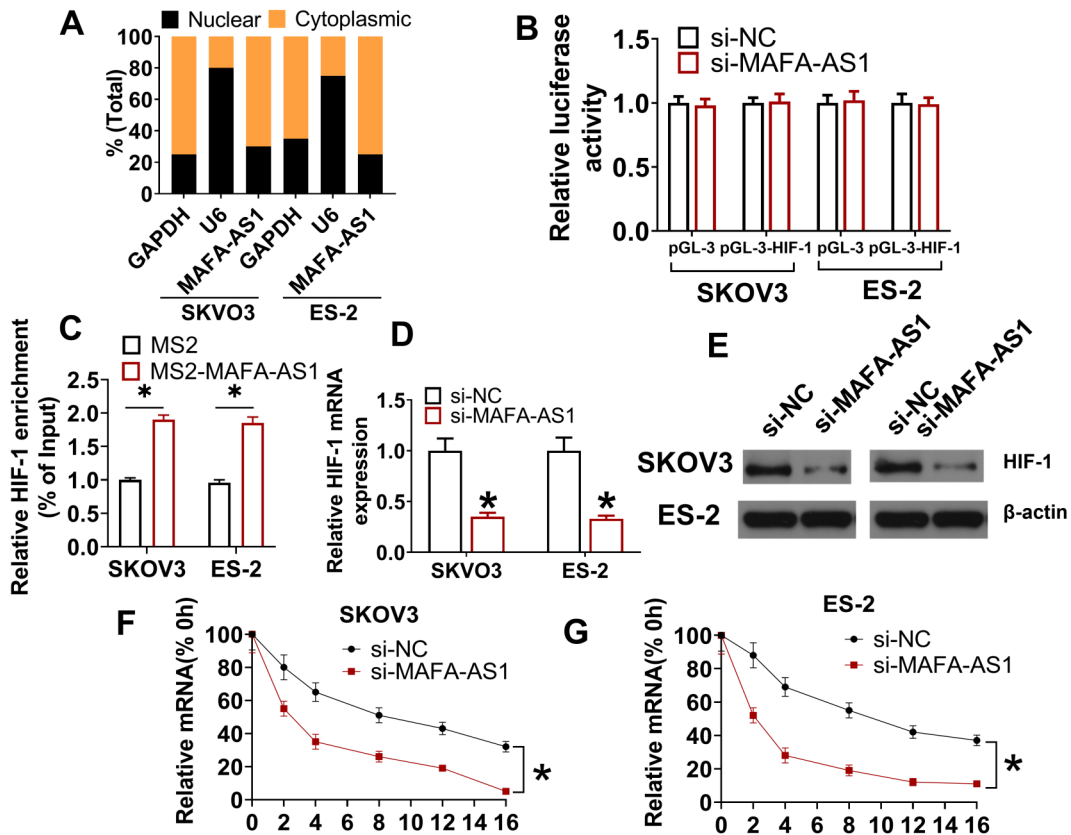 A
Nuclear Cytoplasmic
% (Total)
100
80
60
40
20
0
GAPDH U6 MAFA-AS1 GAPDH U6 MAFA-AS1
SKVO3 ES-2
B
si-NC
si-MAFA-AS1
Relative luciferase
activity
1.5
1.0
0.5
0.0
pGL-3 pGL-3-HIF-1 pGL-3 pGL-3-HIF-1
SKOV3 ES-2
C
MS2
MS2-MAFA-AS1
Relative HIF-1 enrichment
(% of Input)
2.5
2.0
1.5
1.0
0.5
0.0
* *
SKOV3 ES-2
D
si-NC
si-MAFA-AS1
Relative HIF-1 mRNA
expression
1.5
1.0
0.5
0.0
* *
SKVO3 ES-2
E
si-NC si-MAFA-AS1 si-NC si-MAFA-AS1
SKOV3 HIF-1
ES-2 β-actin
F
SKOV3
si-NC
si-MAFA-AS1
Relative mRNA(% 0h)
100
80
60
40
20
0
*
0 2 4 6 8 10 12 14 16
G
ES-2
si-NC
si-MAFA-AS1
Relative mRNA(% 0h)
100
80
60
40
20
0
*
0 2 4 6 8 10 12 14 16